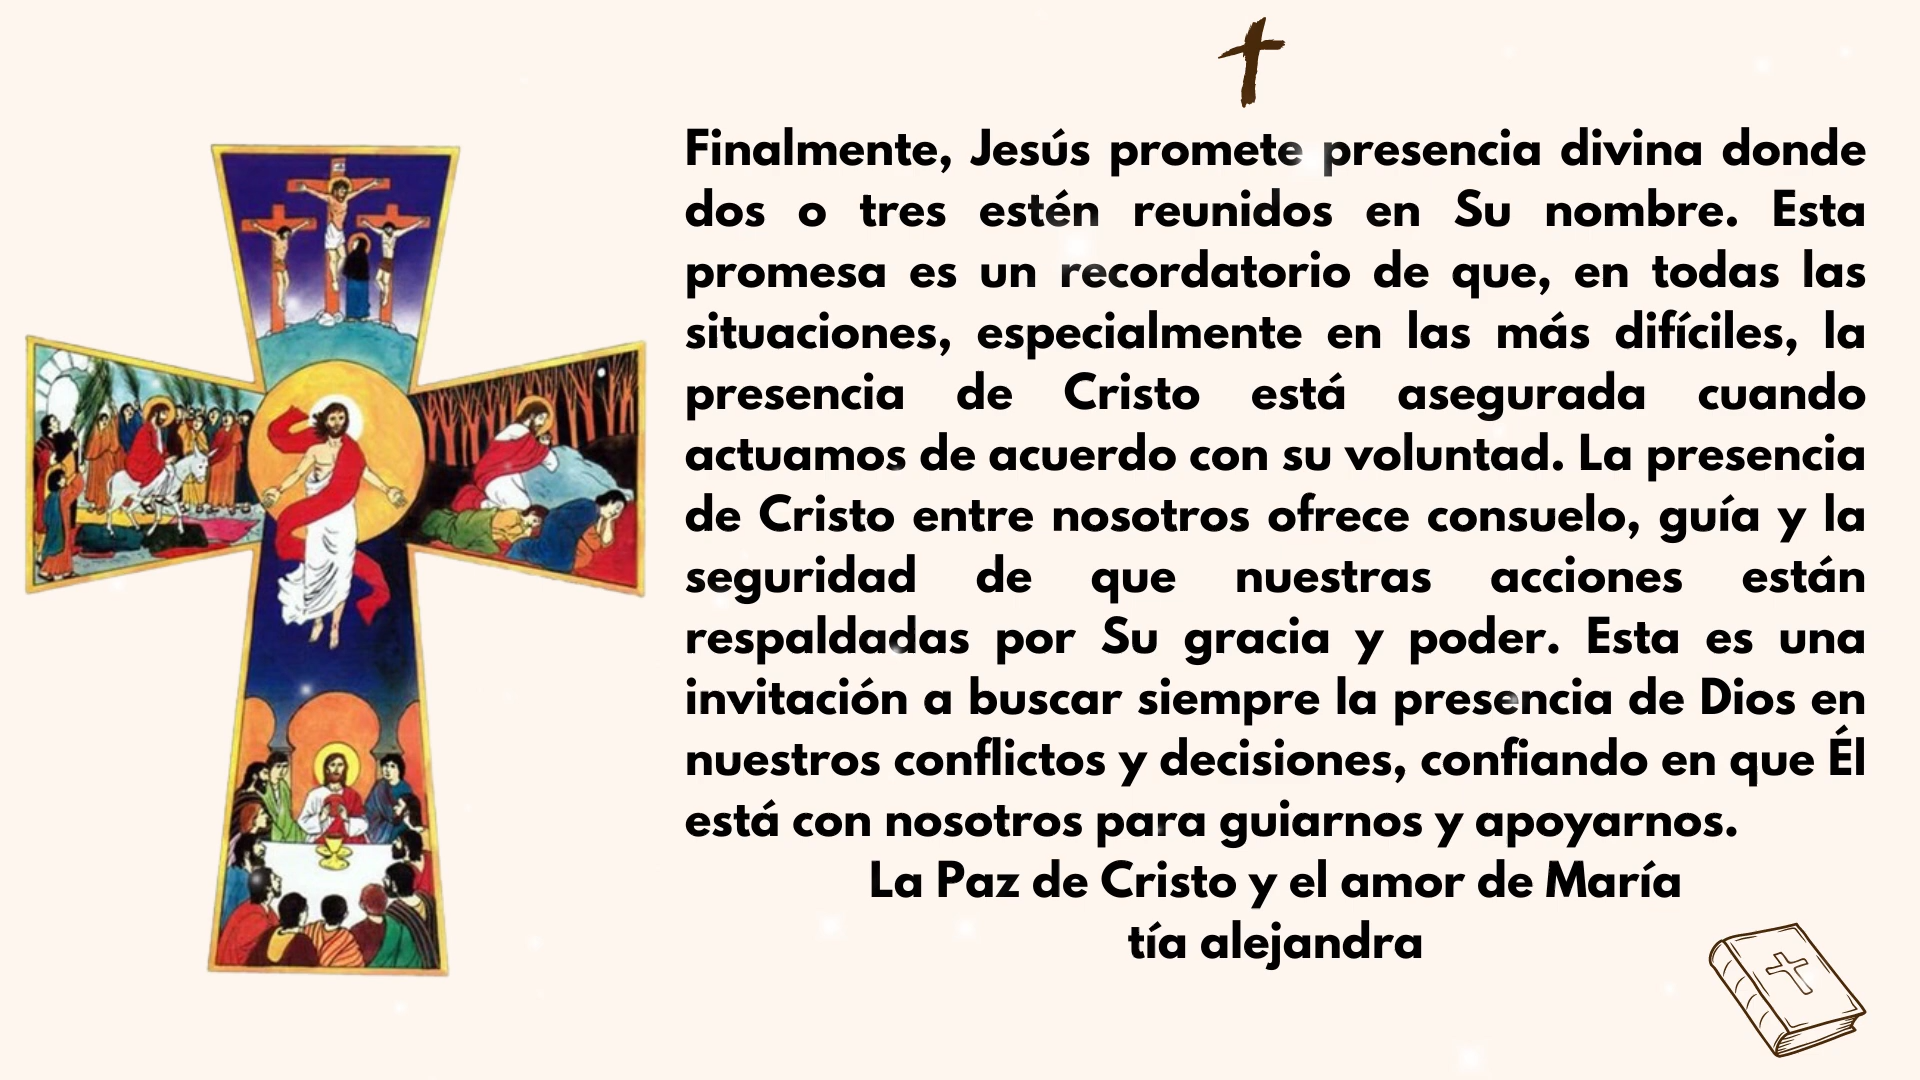 Finalmente, Jesús promete presencia divina donde
dos o tres estén reunidos en Su nombre. Esta
promesa es un recordatorio de que, en todas las
situaciones, especialmente en las más difíciles, la
presencia de Cristo está asegurada cuando
actuamos de acuerdo con su voluntad. La presencia
de Cristo entre nosotros ofrece consuelo, guía y la
seguridad de que nuestras acciones están
respaldadas por Su gracia y poder. Esta es una
invitación a buscar siempre la presencia de Dios en
nuestros conflictos y decisiones, confiando en que Él
está con nosotros para guiarnos y apoyarnos.
La Paz de Cristo y el amor de María
tía alejandra